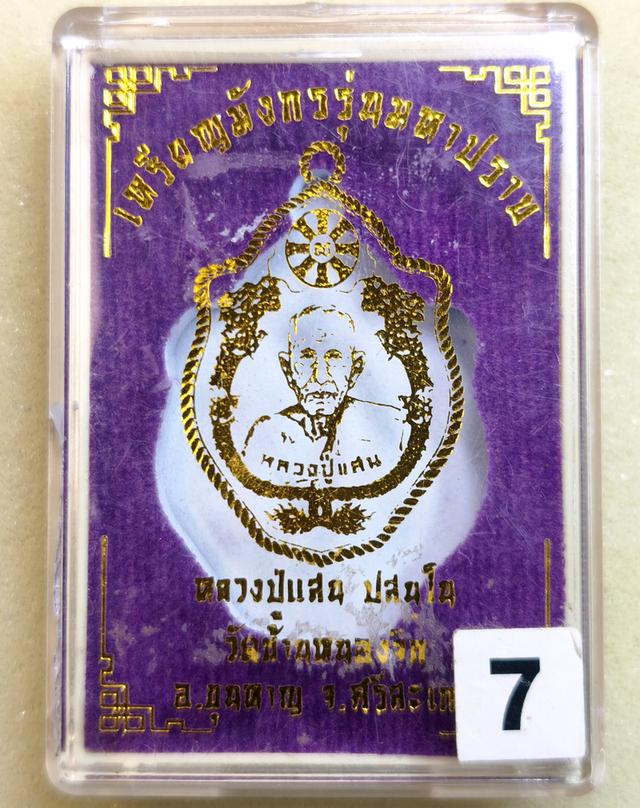 เหรียญมังกรรุ่นมหาปราบ
หลวงปู่แสน
หลวงปู่แสน ปสนฺโน
วัดบ้านหนองจิก
อ.ขุนหาญ จ.ศรีสะเก
7